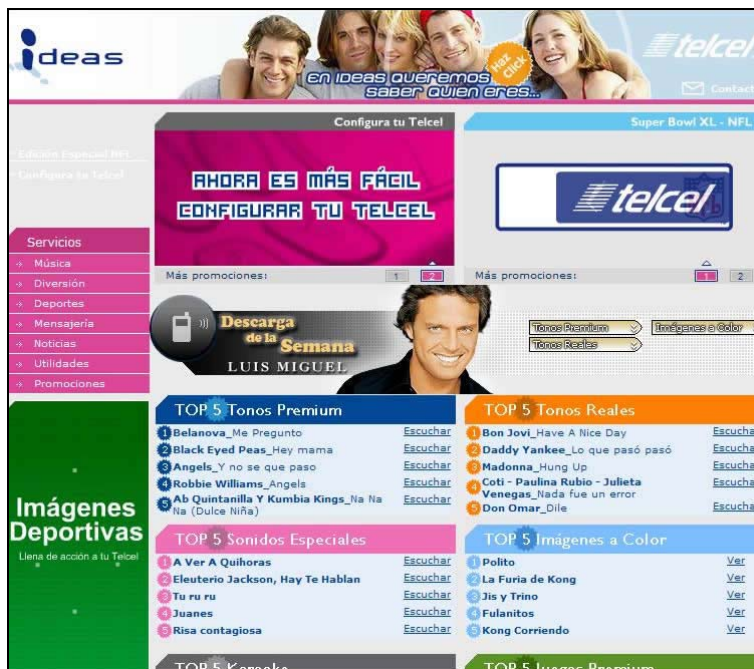 ideas
EN IDEAS QUEREMOS
SABER QUIEN ERES...
Haz
Click
telcel
Contact
Edición Especial NFL
Configura tu Telcel
Configura tu Telcel
AHORA ES MÁS FÁCIL
CONFIGURAR TU TELCEL
Más promociones:
1
2
Super Bowl XL - NFL
telcel
Más promociones:
1
2
Servicios
Música
Diversión
Deportes
Mensajería
Noticias
Utilidades
Promociones
Descarga
de la
Semana
LUIS MIGUEL
Tonos Premium
Imágenes a Color
Tonos Reales
Imágenes
Deportivas
Llena de acción a tu Telcel
TOP 5 Tonos Premium
1 Belanova_Me Pregunto Escuchar
2 Black Eyed Peas_Hey mama Escuchar
3 Angels_Y no se que paso Escuchar
4 Robbie Williams_Angels Escuchar
5 Ab Quintanilla Y Kumbia Kings_Na Na Escuchar
Na (Dulce Niña)
TOP 5 Tonos Reales
1 Bon Jovi_Have A Nice Day Escucha
2 Daddy Yankee_Lo que pasó pasó Escucha
3 Madonna_Hung Up Escucha
4 Coti - Paulina Rubio - Julieta Escucha
Venegas_Nada fue un error
5 Don Omar_Dile Escucha
TOP 5 Sonidos Especiales
1 A Ver A Quihoras Escuchar
2 Eleuterio Jackson, Hay Te Hablan Escuchar
3 Tu ru ru Escuchar
4 Juanes Escuchar
5 Risa contagiosa Escuchar
TOP 5 Imágenes a Color
1 Polito Ver
2 La Furia de Kong Ver
3 Jis y Trino Ver
4 Fulanitos Ver
5 Kong Corriendo Ver
TOP 5 Karaoke
TOP 5 Juegos Premium